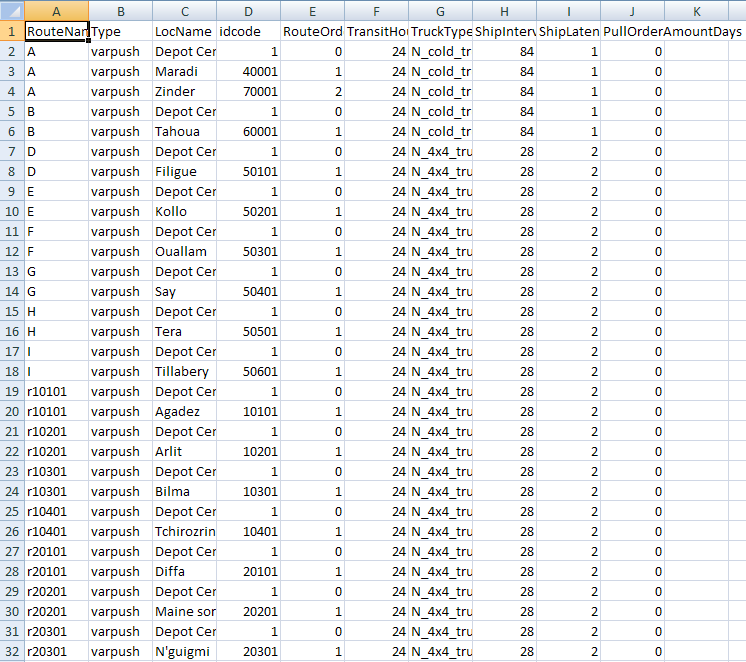 A B C D E F G H I J K
1 RouteNan Type varpush LocName idcode RouteOrd TransitHou TruckType ShipInterv ShipLaten PullOrderAmountDays
2 A varpush Depot Cer 1 0 24 N_cold_tr 84 1 0
3 A varpush Maradi 40001 1 24 N_cold_tr 84 1 0
4 A varpush Zinder 70001 2 24 N_cold_tr 84 1 0
5 B varpush Depot Cer 1 0 24 N_cold_tr 84 1 0
6 B varpush Tahoua 60001 1 24 N_cold_tr 84 1 0
7 D varpush Depot Cer 1 0 24 N_4x4_tru 28 2 0
8 D varpush Filigue 50101 1 24 N_4x4_tru 28 2 0
9 E varpush Depot Cer 1 0 24 N_4x4_tru 28 2 0
10 E varpush Kollo 50201 1 24 N_4x4_tru 28 2 0
11 F varpush Depot Cer 1 0 24 N_4x4_tru 28 2 0
12 F varpush Ouallam 50301 1 24 N_4x4_tru 28 2 0
13 G varpush Depot Cer 1 0 24 N_4x4_tru 28 2 0
14 G varpush Say 50401 1 24 N_4x4_tru 28 2 0
15 H varpush Depot Cer 1 0 24 N_4x4_tru 28 2 0
16 H varpush Tera 50501 1 24 N_4x4_tru 28 2 0
17 I varpush Depot Cer 1 0 24 N_4x4_tru 28 2 0
18 I varpush Tillabery 50601 1 24 N_4x4_tru 28 2 0
19 r10101 varpush Depot Cer 1 0 24 N_4x4_tru 28 2 0
20 r10101 varpush Agadez 10101 1 24 N_4x4_tru 28 2 0
21 r10201 varpush Depot Cer 1 0 24 N_4x4_tru 28 2 0
22 r10201 varpush Arlit 10201 1 24 N_4x4_tru 28 2 0
23 r10301 varpush Depot Cer 1 0 24 N_4x4_tru 28 2 0
24 r10301 varpush Bilma 10301 1 24 N_4x4_tru 28 2 0
25 r10401 varpush Depot Cer 1 0 24 N_4x4_tru 28 2 0
26 r10401 varpush Tchirozrin 10401 1 24 N_4x4_tru 28 2 0
27 r20101 varpush Depot Cer 1 0 24 N_4x4_tru 28 2 0
28 r20101 varpush Diffa 20101 1 24 N_4x4_tru 28 2 0
29 r20201 varpush Depot Cer 1 0 24 N_4x4_tru 28 2 0
30 r20201 varpush Maine sor 20201 1 24 N_4x4_tru 28 2 0
31 r20301 varpush Depot Cer 1 0 24 N_4x4_tru 28 2 0
32 r20301 varpush N'guigmi 20301 1 24 N_4x4_tru 28 2 0